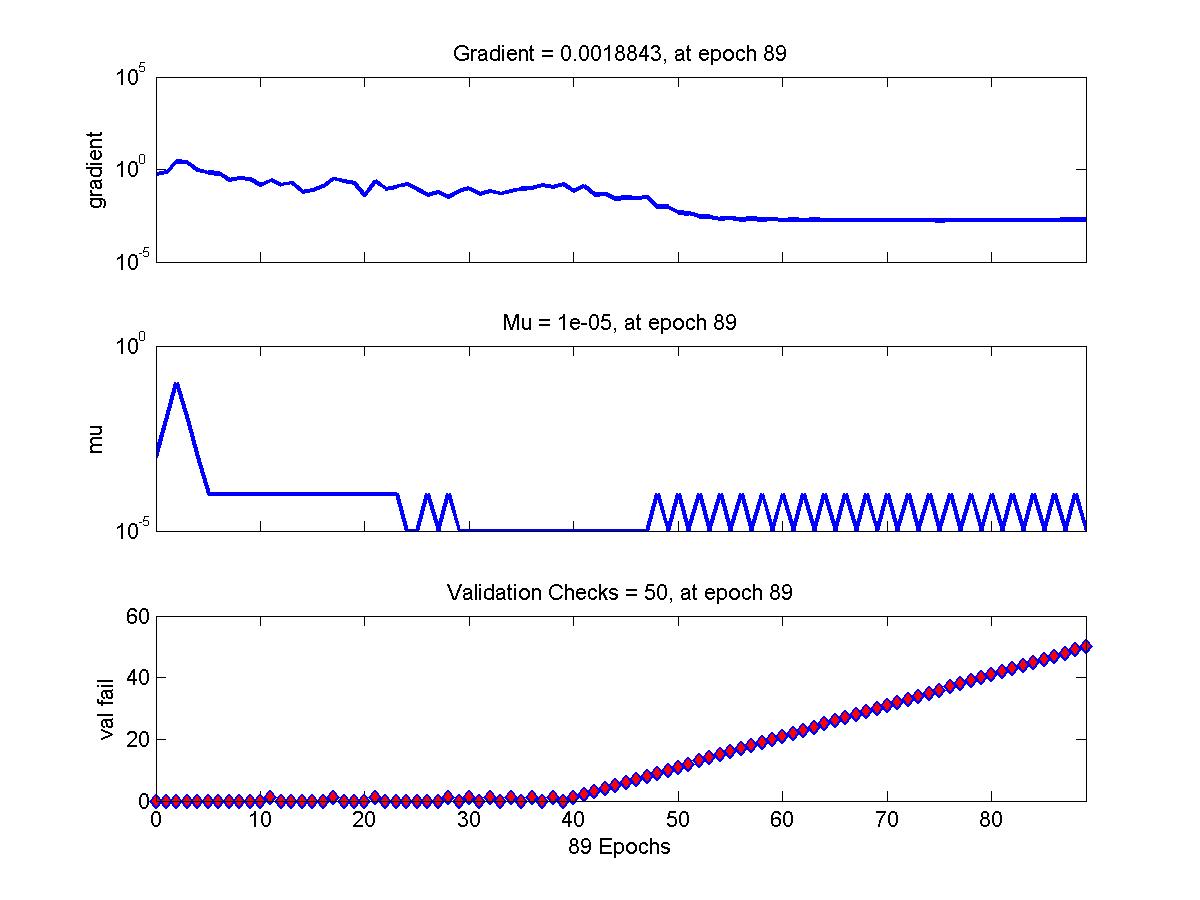 Gradient = 0.0018843, at epoch 89
10^5
10^0
10^-5
gradient
Mu = 1e-05, at epoch 89
10^0
10^-5
mu
Validation Checks = 50, at epoch 89
60
40
20
0
val fail
0 10 20 30 40 50 60 70 80
89 Epochs